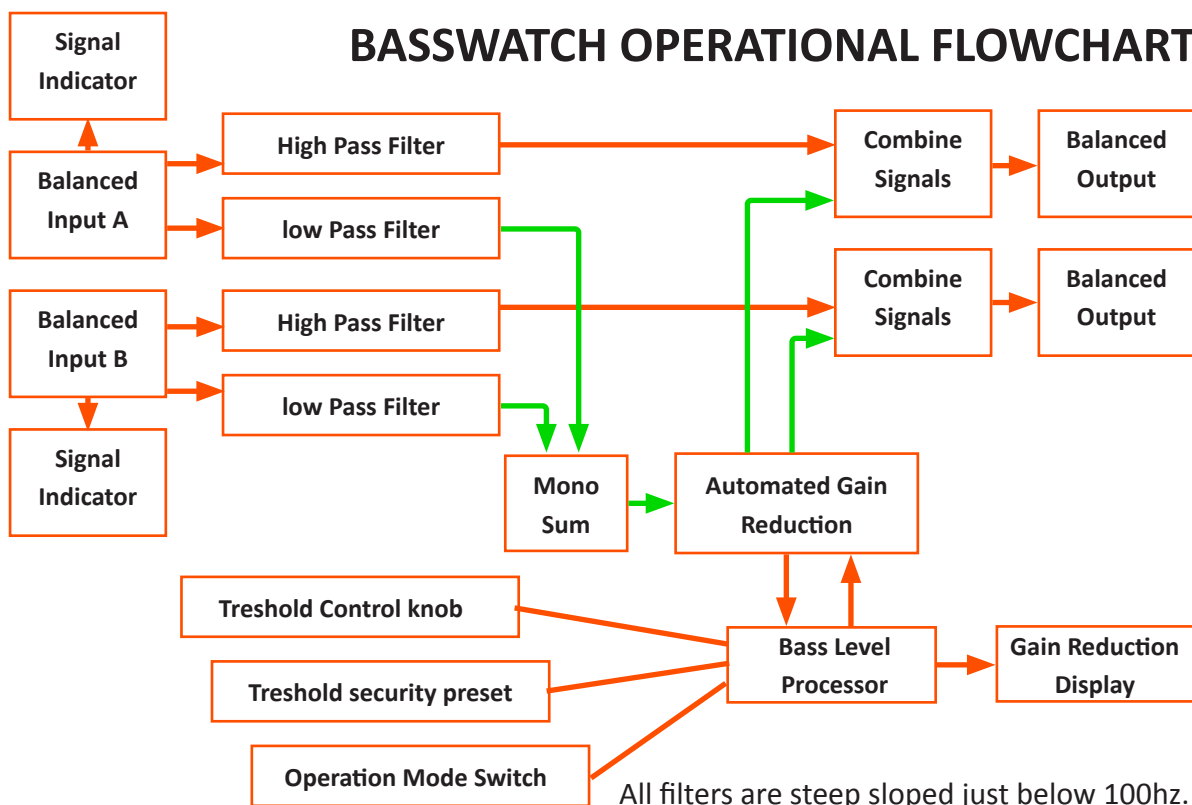 BASSWATCH OPERATIONAL FLOWCHART
Signal
Indicator
Balanced
Input A
High Pass Filter
low Pass Filter
Combine
Signals
Balanced
Output
Balanced
Input B
High Pass Filter
low Pass Filter
Combine
Signals
Balanced
Output
Signal
Indicator
Mono
Sum
Automated Gain
Reduction
Treshold Control knob
Treshold security preset
Operation Mode Switch
Bass Level
Processor
Gain Reduction
Display
All filters are steep sloped just below 100hz.